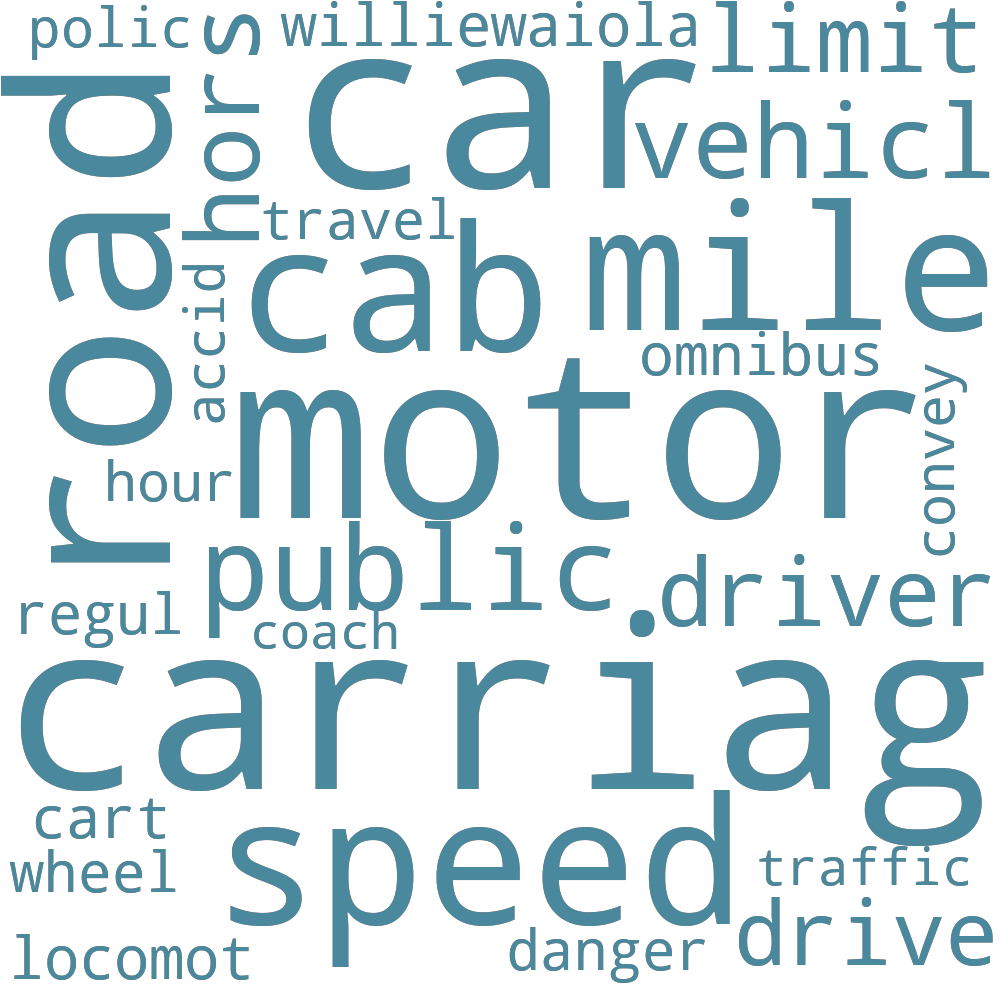 polic
williewaiola
limit
road
hors
car
vehicl
travel
accid
cab
mile
omnibus
convey
motor
hour
public
driver
regul
coach
carriag
cart
speed
wheel
traffic
drive
locomot
danger